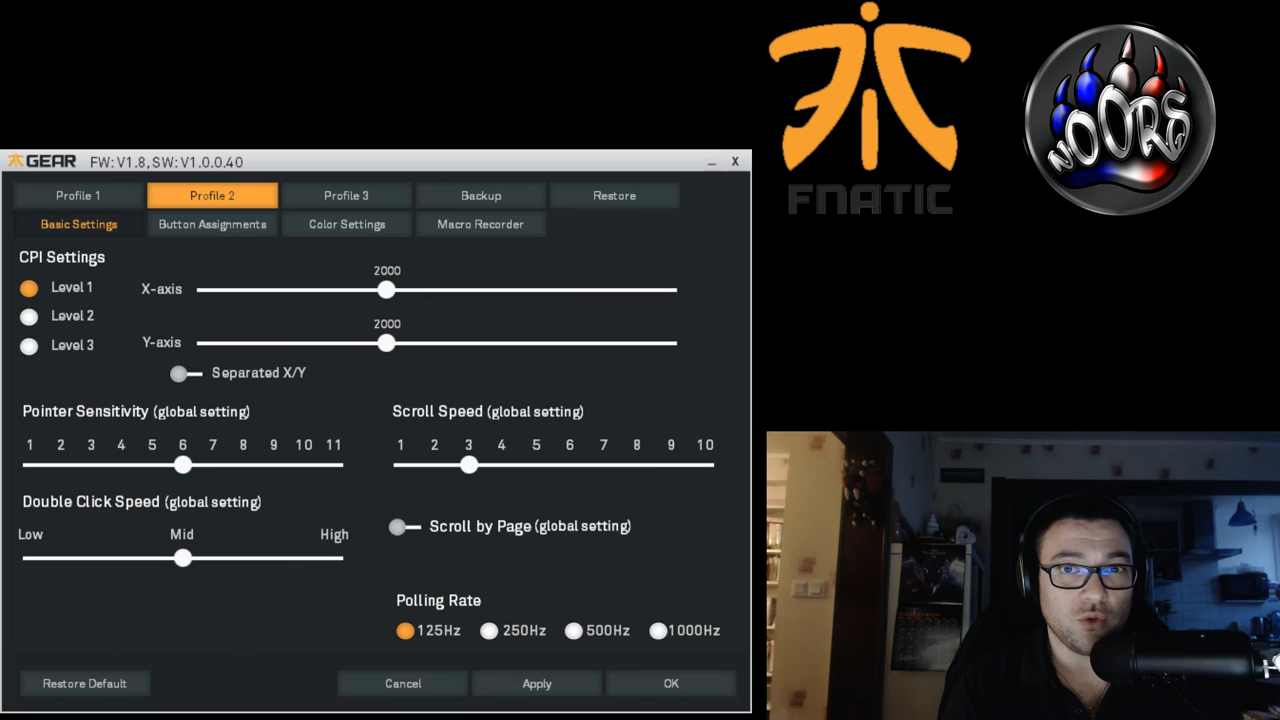 GEAR FW: V1.8, SW: V1.0.0.40 _ X
Profile 1 Profile 2 Profile 3 Backup Restore
Basic Settings Button Assignments Color Settings Macro Recorder
CPI Settings
Level 1
Level 2
Level 3
2000
X-axis
2000
Y-axis
Separated X/Y
Pointer Sensitivity (global setting)
1 2 3 4 5 6 7 8 9 10 11
Scroll Speed (global setting)
1 2 3 4 5 6 7 8 9 10
Double Click Speed (global setting)
Low Mid High
Scroll by Page (global setting)
Polling Rate
125Hz 250Hz 500Hz 1000Hz
Restore Default Cancel Apply OK
FNATIC
NOORS